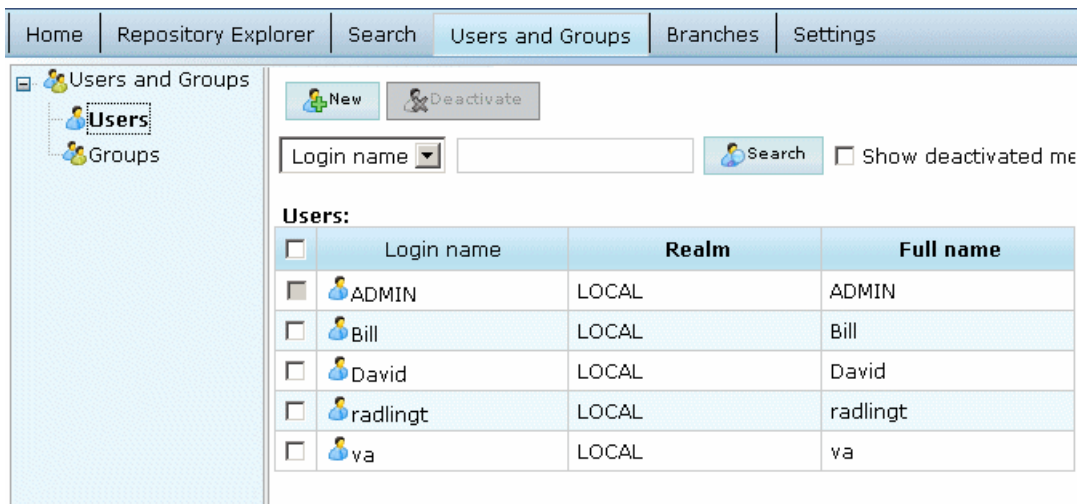 Home Repository Explorer Search Users and Groups Branches Settings
Users and Groups
Users
Groups
New Deactivate
Login name Search Show deactivated me
Users:
Login name Realm Full name
ADMIN LOCAL ADMIN
Bill LOCAL Bill
David LOCAL David
radlingt LOCAL radlingt
va LOCAL va